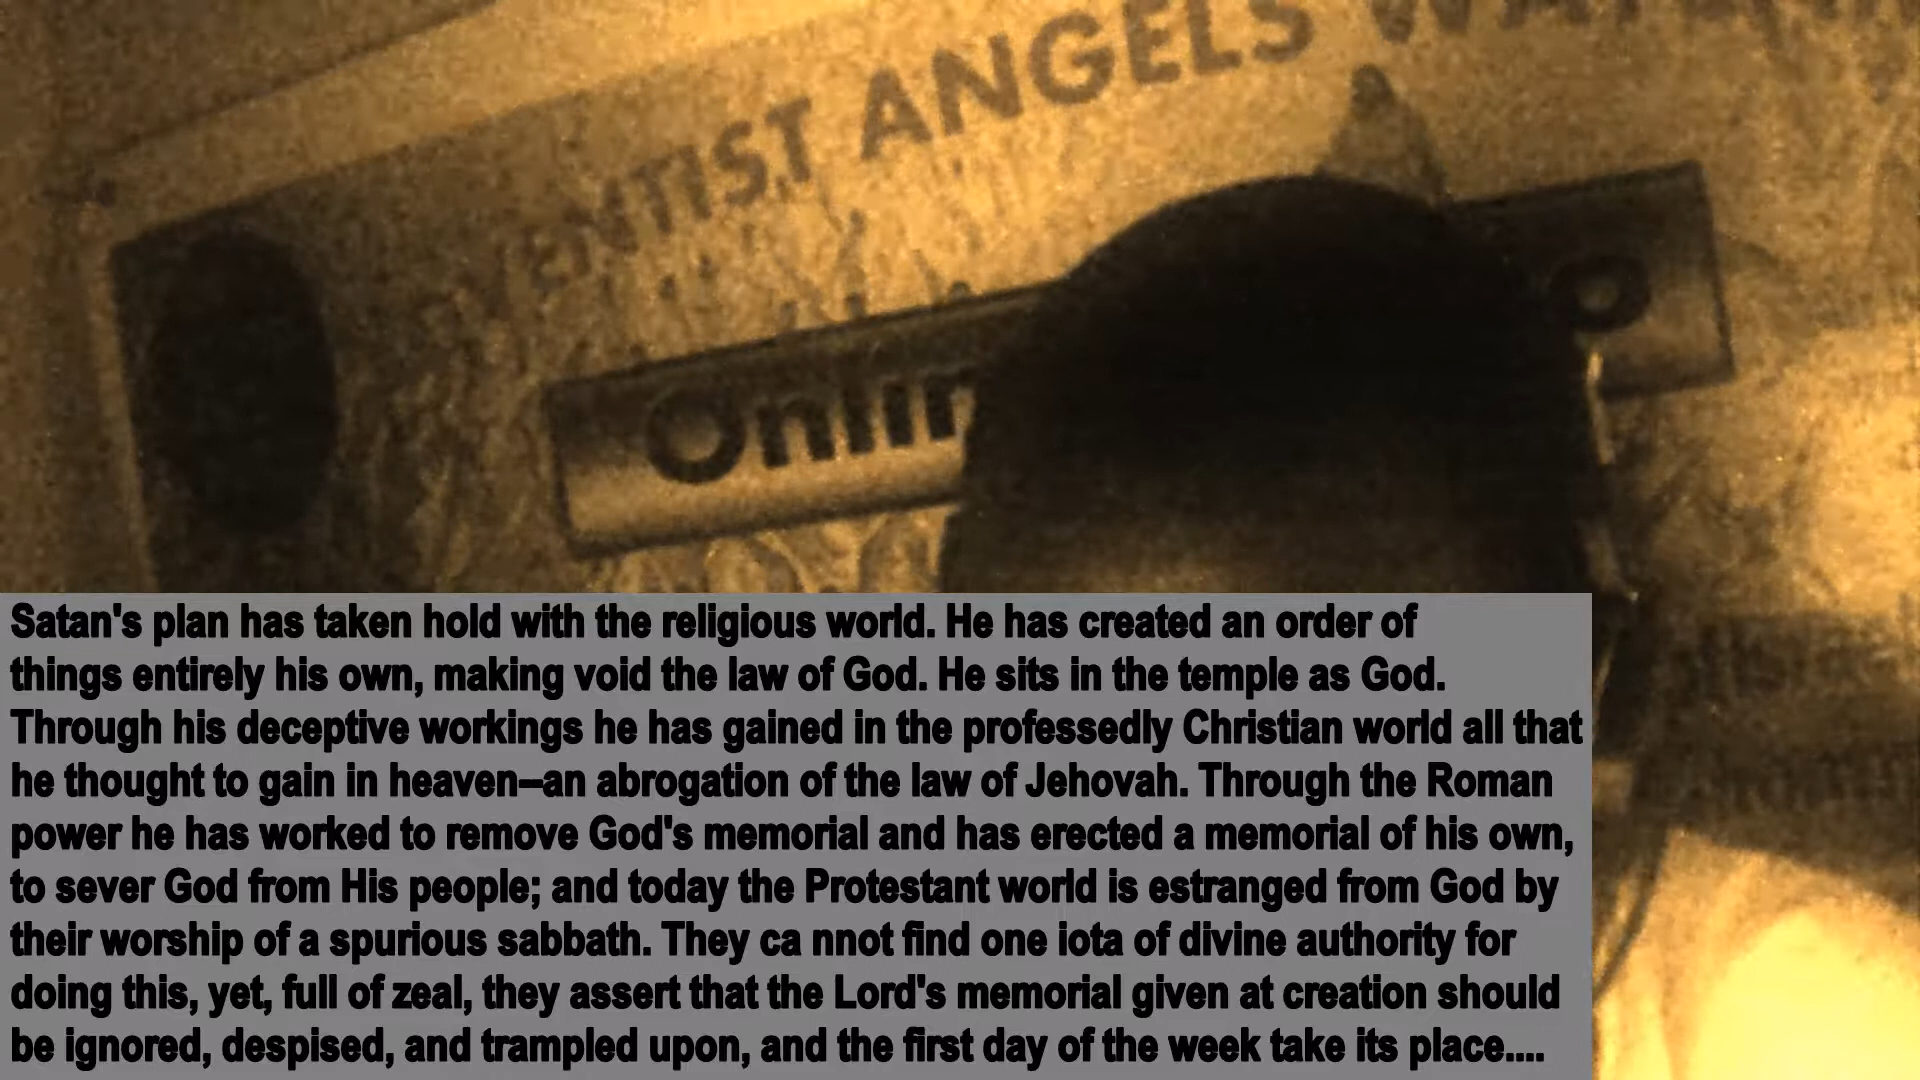 ENTIST ANGELS
Onlin
O
Satan's plan has taken hold with the religious world. He has created an order of
things entirely his own, making void the law of God. He sits in the temple as God.
Through his deceptive workings he has gained in the professedly Christian world all that
he thought to gain in heaven–an abrogation of the law of Jehovah. Through the Roman
power he has worked to remove God's memorial and has erected a memorial of his own,
to sever God from His people; and today the Protestant world is estranged from God by
their worship of a spurious sabbath. They ca nnot find one iota of divine authority for
doing this, yet, full of zeal, they assert that the Lord's memorial given at creation should
be ignored, despised, and trampled upon, and the first day of the week take its place....